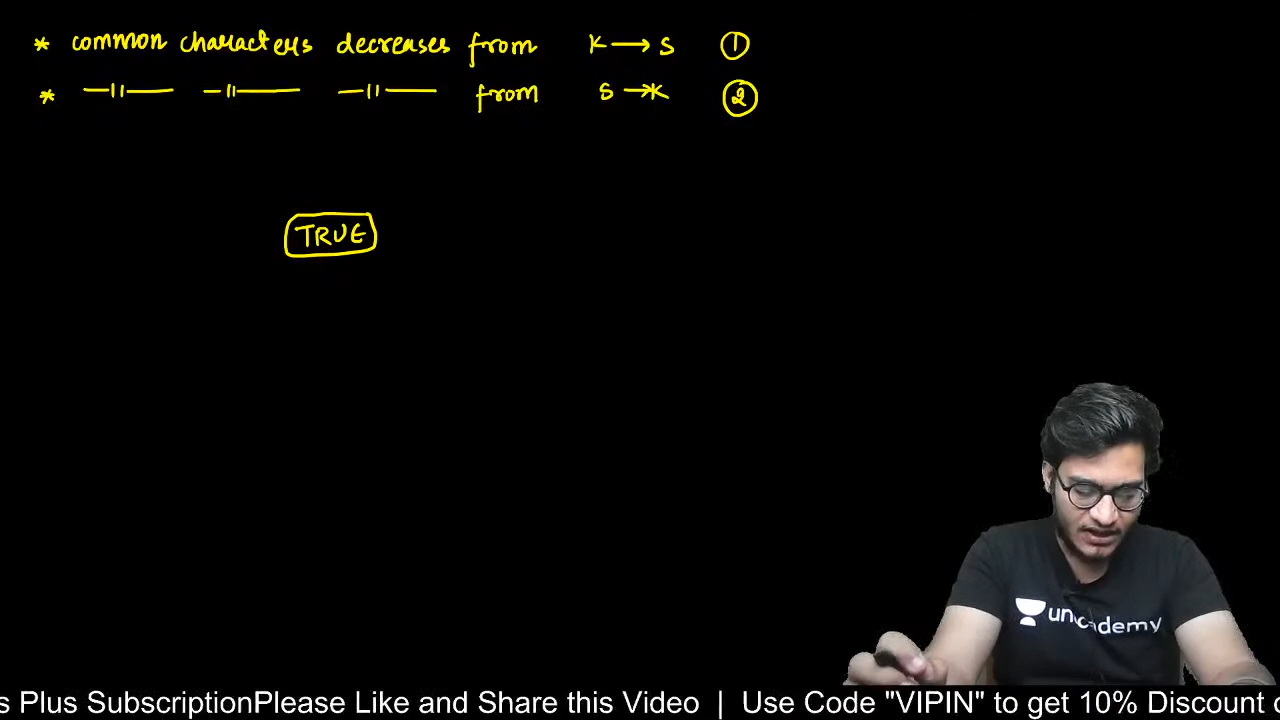 * common characters decreases from K → S ①
* —||— —||— —||— from S → K ②
TRUE
unacademy
s Plus SubscriptionPlease Like and Share this Video | Use Code "VIPIN" to get 10% Discount o